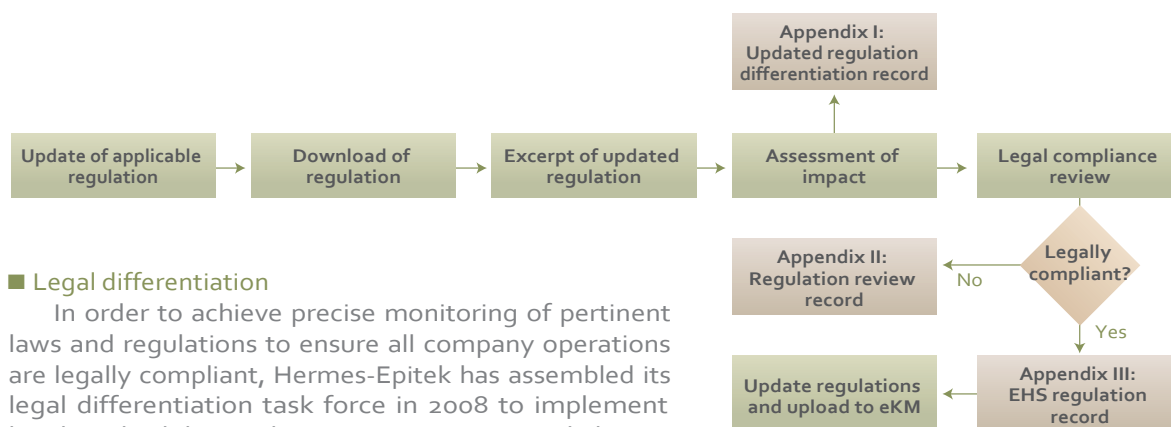 Appendix I:
Updated regulation
differentiation record
Update of applicable
regulation
Download of
regulation
Excerpt of updated
regulation
Assessment of
impact
Legal compliance
review
Legally
compliant?
No
Appendix II:
Regulation review
record
Yes
Appendix III:
EHS regulation
record
Update regulations
and upload to eKM
■ Legal differentiation
In order to achieve precise monitoring of pertinent
laws and regulations to ensure all company operations
are legally compliant, Hermes-Epitek has assembled its
legal differentiation task force in 2008 to implement